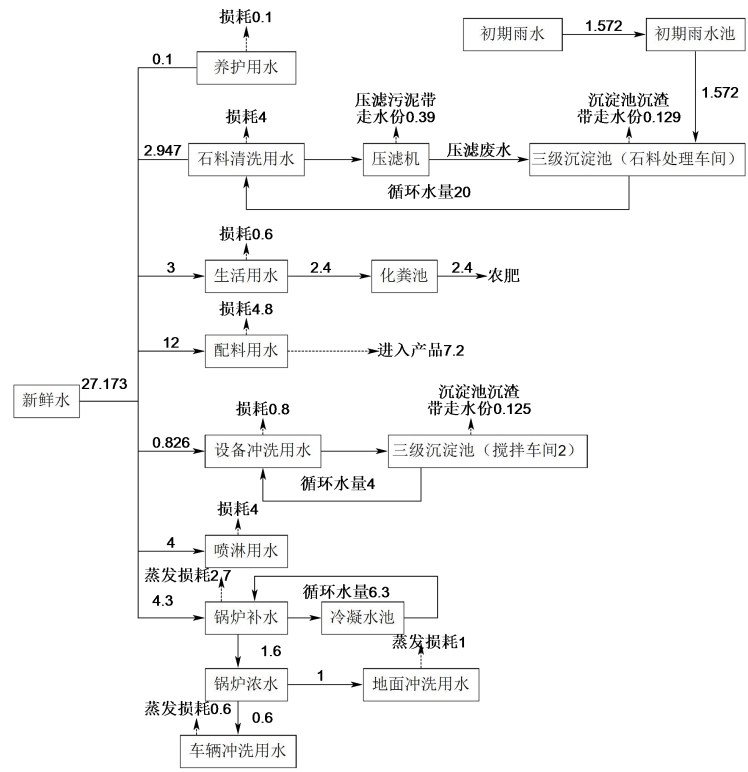 损耗0.1
初期雨水
1.572
初期雨水池
0.1
养护用水
1.572
压滤污泥带
走水份0.39
沉淀池沉渣
带走水份0.129
损耗4
2.947
石料清洗用水
压滤机
压滤废水
三级沉淀池（石料处理车间）
循环水量20
损耗0.6
3
生活用水
2.4
化粪池
2.4
农肥
损耗4.8
12
配料用水
进入产品7.2
新鲜水
27.173
沉淀池沉渣
带走水份0.125
损耗0.8
0.826
设备冲洗用水
三级沉淀池（搅拌车间2）
循环水量4
损耗4
4
喷淋用水
蒸发损耗2.7
循环水量6.3
4.3
锅炉补水
冷凝水池
1.6
蒸发损耗1
锅炉浓水
1
地面冲洗用水
蒸发损耗0.6
0.6
车辆冲洗用水